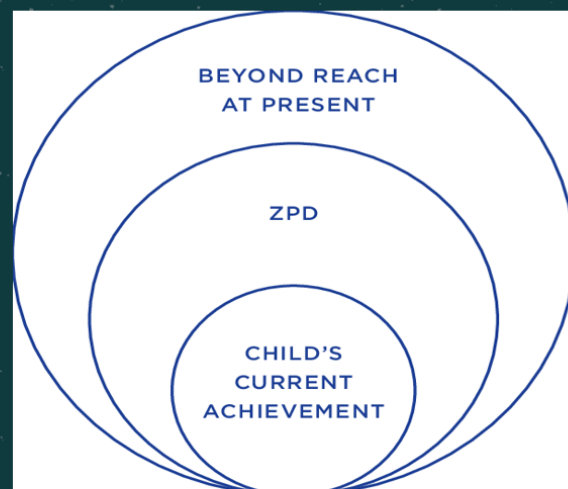 BEYOND REACH
AT PRESENT
ZPD
CHILD'S
CURRENT
ACHIEVEMENT